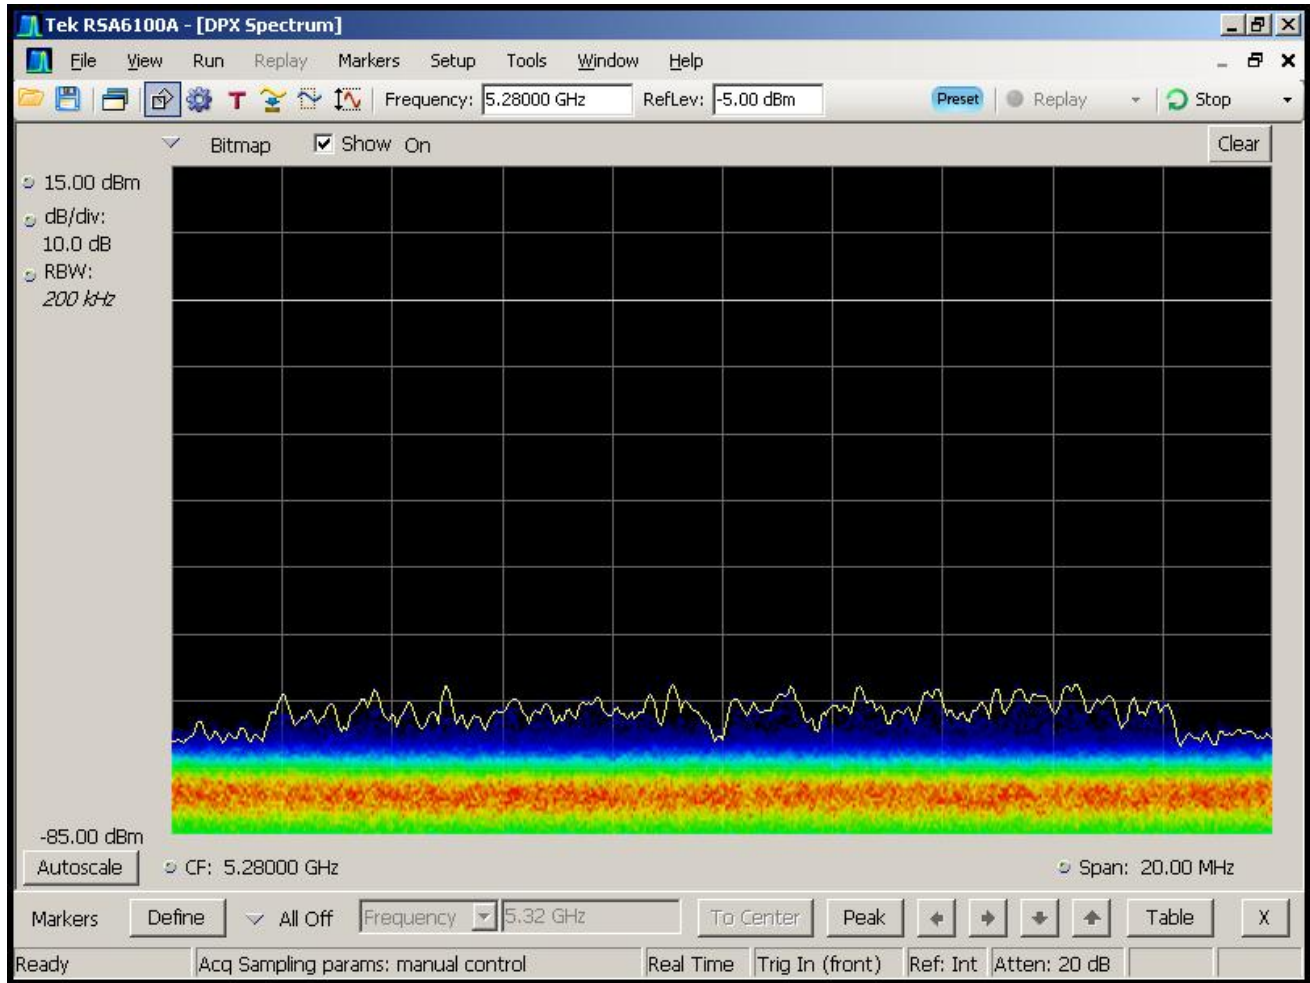 Tek RSA6100A - [DPX Spectrum]
File View Run Replay Markers Setup Tools Window Help
T Frequency: 5.28000 GHz RefLev: -5.00 dBm Preset Replay Stop
Bitmap Show On Clear
15.00 dBm
dB/div:
10.0 dB
RBW:
200 kHz
-85.00 dBm
Autoscale CF: 5.28000 GHz Span: 20.00 MHz
Markers Define All Off Frequency 5.32 GHz To Center Peak Table X
Ready Acq Sampling params: manual control Real Time Trig In (front) Ref: Int Atten: 20 dB